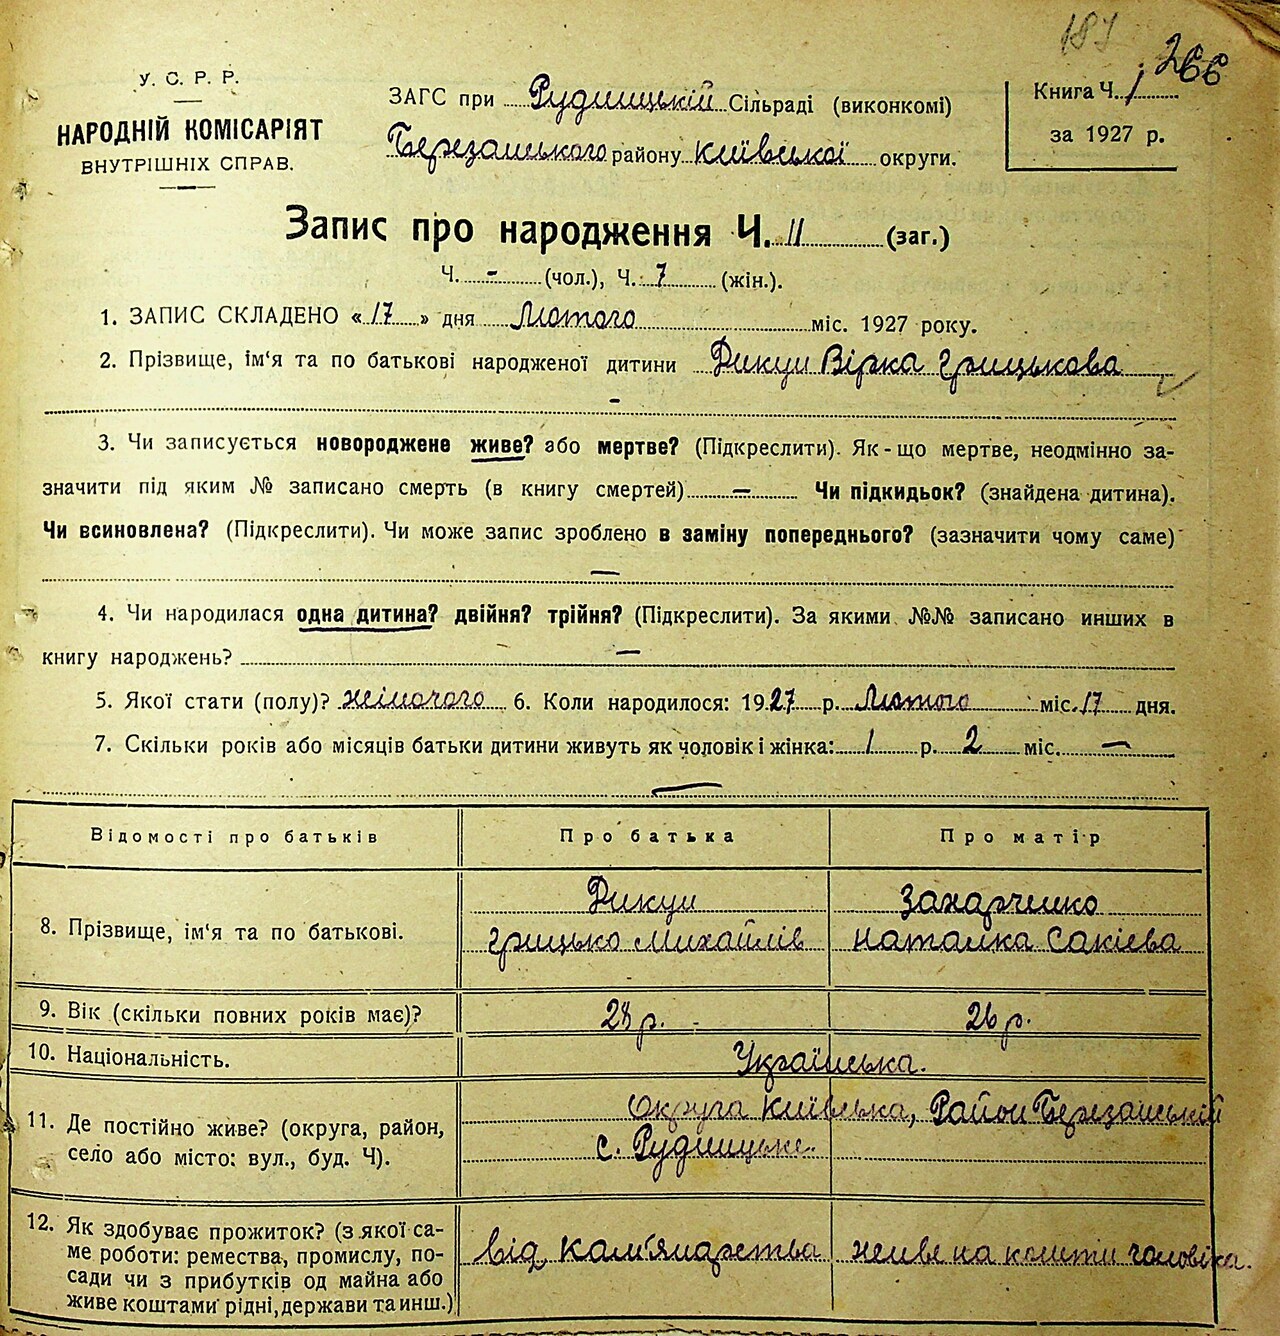 187
266
У. С. Р. Р.
НАРОДНІЙ КОМІСАРІЯТ
ВНУТРІШНІХ СПРАВ.
ЗАГС при Рудницькій Сільраді (виконкомі)
Березанського району Київської округи.
Книга Ч. 1
за 1927 р.
Запис про народження Ч. 11 (заг.)
Ч. - (чол.), Ч. 7 (жін.).
1. ЗАПИС СКЛАДЕНО «17» дня Лютого міс. 1927 року.
2. Прізвище, ім‘я та по батькові народженої дитини Дикун Вірка Грицькова
-
3. Чи записується новороджене живе? або мертве? (Підкреслити). Як-що мертве, неодмінно за-
значити під яким № записано смерть (в книгу смертей) — Чи підкидьок? (знайдена дитина).
Чи всиновлена? (Підкреслити). Чи може запис зроблено в заміну попереднього? (зазначити чому саме)
—
4. Чи народилася одна дитина? двійня? трійня? (Підкреслити). За якими №№ записано инших в
книгу народжень? —
5. Якої стати (полу)? жіночого 6. Коли народилося: 1927 р. Лютого міс. 17 дня.
7. Скільки років або місяців батьки дитини живуть як чоловік і жінка: 1 р. 2 міс. —
—
Відомості про батьків Про батька Про матір
8. Прізвище, ім‘я та по батькові.
Дикун
Грицько Михайлів
Захарченко
Наталка Сакієва
9. Вік (скільки повних років має)? 28 р. - 26 р.
10. Національність. Українська.
11. Де постійно живе? (округа, район,
село або місто: вул., буд. Ч).
Округа Київська, Район Березанській
с. Рудницьке.
12. Як здобуває прожиток? (з якої са-
ме роботи: ремества, промислу, по-
сади чи з прибутків од майна або
живе коштами рідні, держави та инш.)
від кам'янарства
живе на кошти чоловіка.